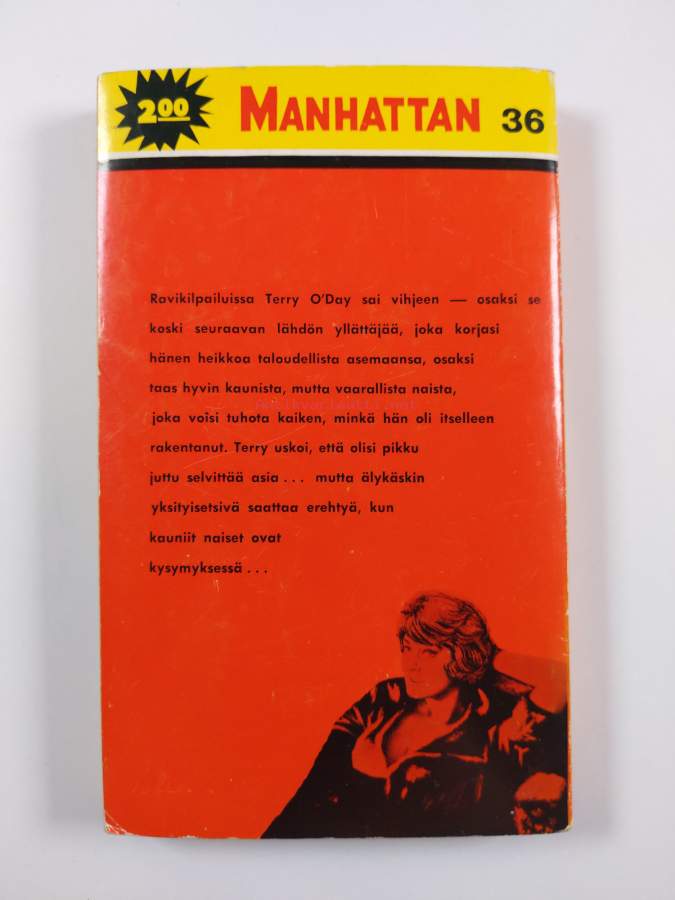 2⁰⁰ MANHATTAN 36
Ravikilpailuissa Terry O'Day sai vihjeen — osaksi se
koski seuraavan lähdön yllättäjää, joka korjasi
hänen heikkoa taloudellista asemaansa, osaksi
taas hyvin kaunista, mutta vaarallista naista,
joka voisi tuhota kaiken, minkä hän oli itselleen
rakentanut. Terry uskoi, että olisi pikku
juttu selvittää asia . . . mutta älykäskin
yksityisetsivä saattaa erehtyä, kun
kauniit naiset ovat
kysymyksessä . . .